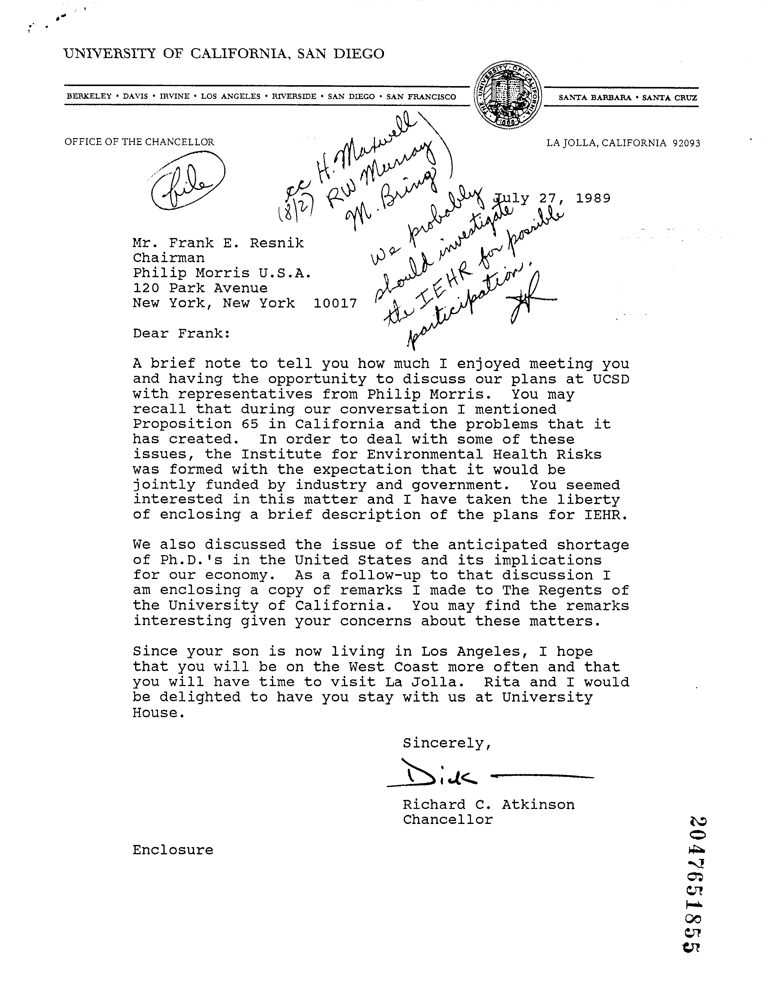 UNIVERSITY OF CALIFORNIA, SAN DIEGO
BERKELEY • DAVIS • IRVINE • LOS ANGELES • RIVERSIDE • SAN DIEGO • SAN FRANCISCO
SANTA BARBARA • SANTA CRUZ
OFFICE OF THE CHANCELLOR
LA JOLLA, CALIFORNIA 92093
file
cc H. Maxwell
(8/2) RW Murray
M. Bring
We probably
should investigate
the IEHR for possible
participation.
July 27, 1989
Mr. Frank E. Resnik
Chairman
Philip Morris U.S.A.
120 Park Avenue
New York, New York 10017
Dear Frank:
A brief note to tell you how much I enjoyed meeting you
and having the opportunity to discuss our plans at UCSD
with representatives from Philip Morris. You may
recall that during our conversation I mentioned
Proposition 65 in California and the problems that it
has created. In order to deal with some of these
issues, the Institute for Environmental Health Risks
was formed with the expectation that it would be
jointly funded by industry and government. You seemed
interested in this matter and I have taken the liberty
of enclosing a brief description of the plans for IEHR.
We also discussed the issue of the anticipated shortage
of Ph.D.'s in the United States and its implications
for our economy. As a follow-up to that discussion I
am enclosing a copy of remarks I made to The Regents of
the University of California. You may find the remarks
interesting given your concerns about these matters.
Since your son is now living in Los Angeles, I hope
that you will be on the West Coast more often and that
you will have time to visit La Jolla. Rita and I would
be delighted to have you stay with us at University
House.
Sincerely,
Dick
Richard C. Atkinson
Chancellor
Enclosure
2047651855